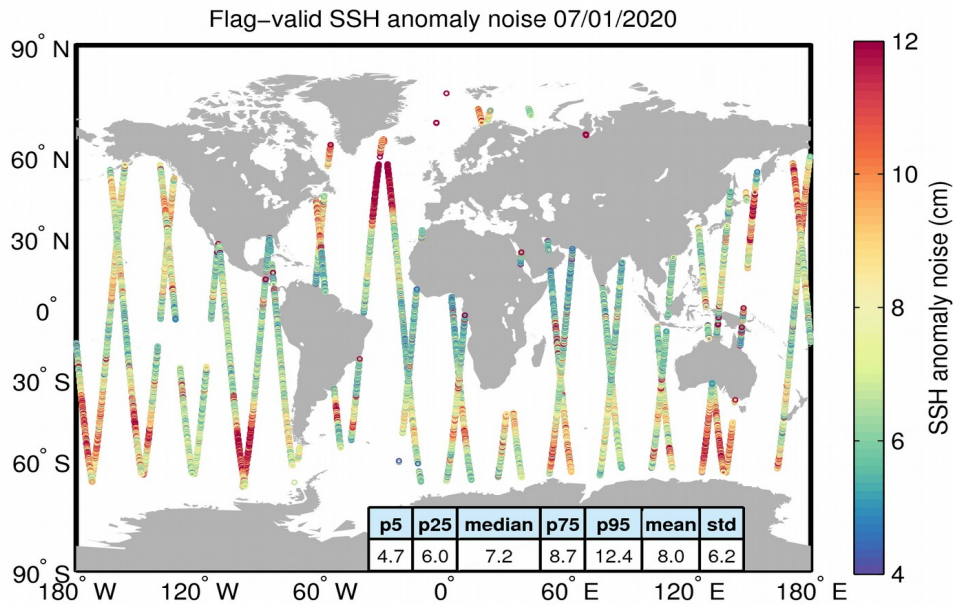 Flag−valid SSH anomaly noise 07/01/2020
90° N
60° N
30° N
0°
30° S
60° S
90° S
180° W
120° W
60° W
0°
60° E
120° E
180° E
p5 p25 median p75 p95 mean std
4.7 6.0 7.2 8.7 12.4 8.0 6.2
12
10
8
6
4
SSH anomaly noise (cm)